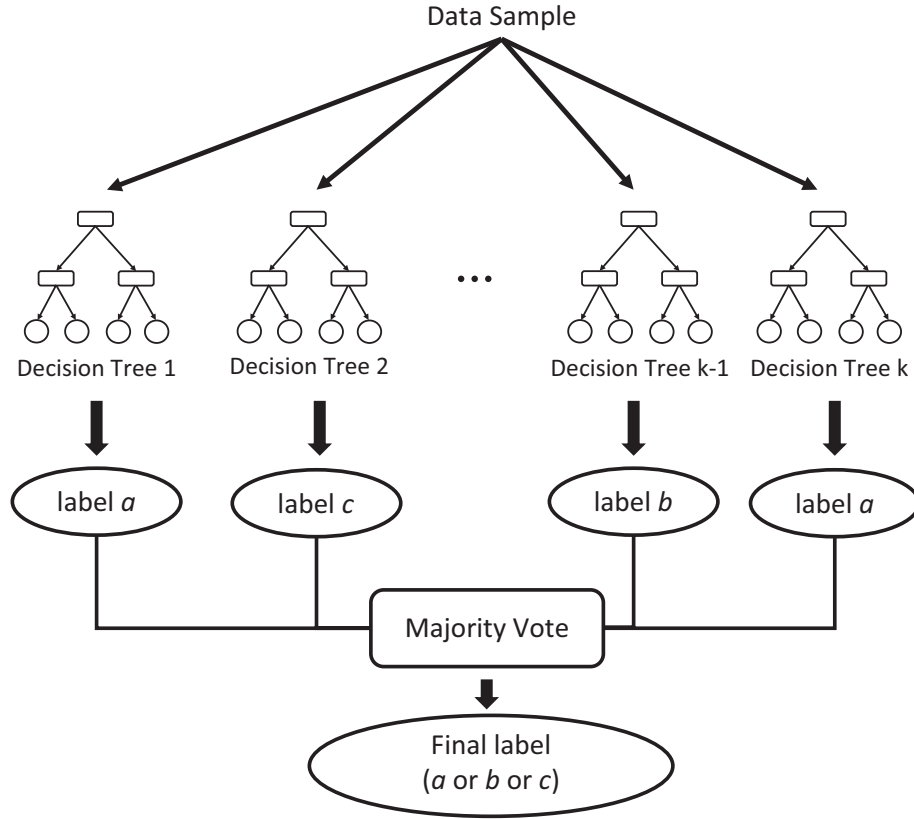 Data Sample
...
Decision Tree 1
Decision Tree 2
Decision Tree k-1
Decision Tree k
label a
label c
label b
label a
Majority Vote
Final label
(a or b or c)